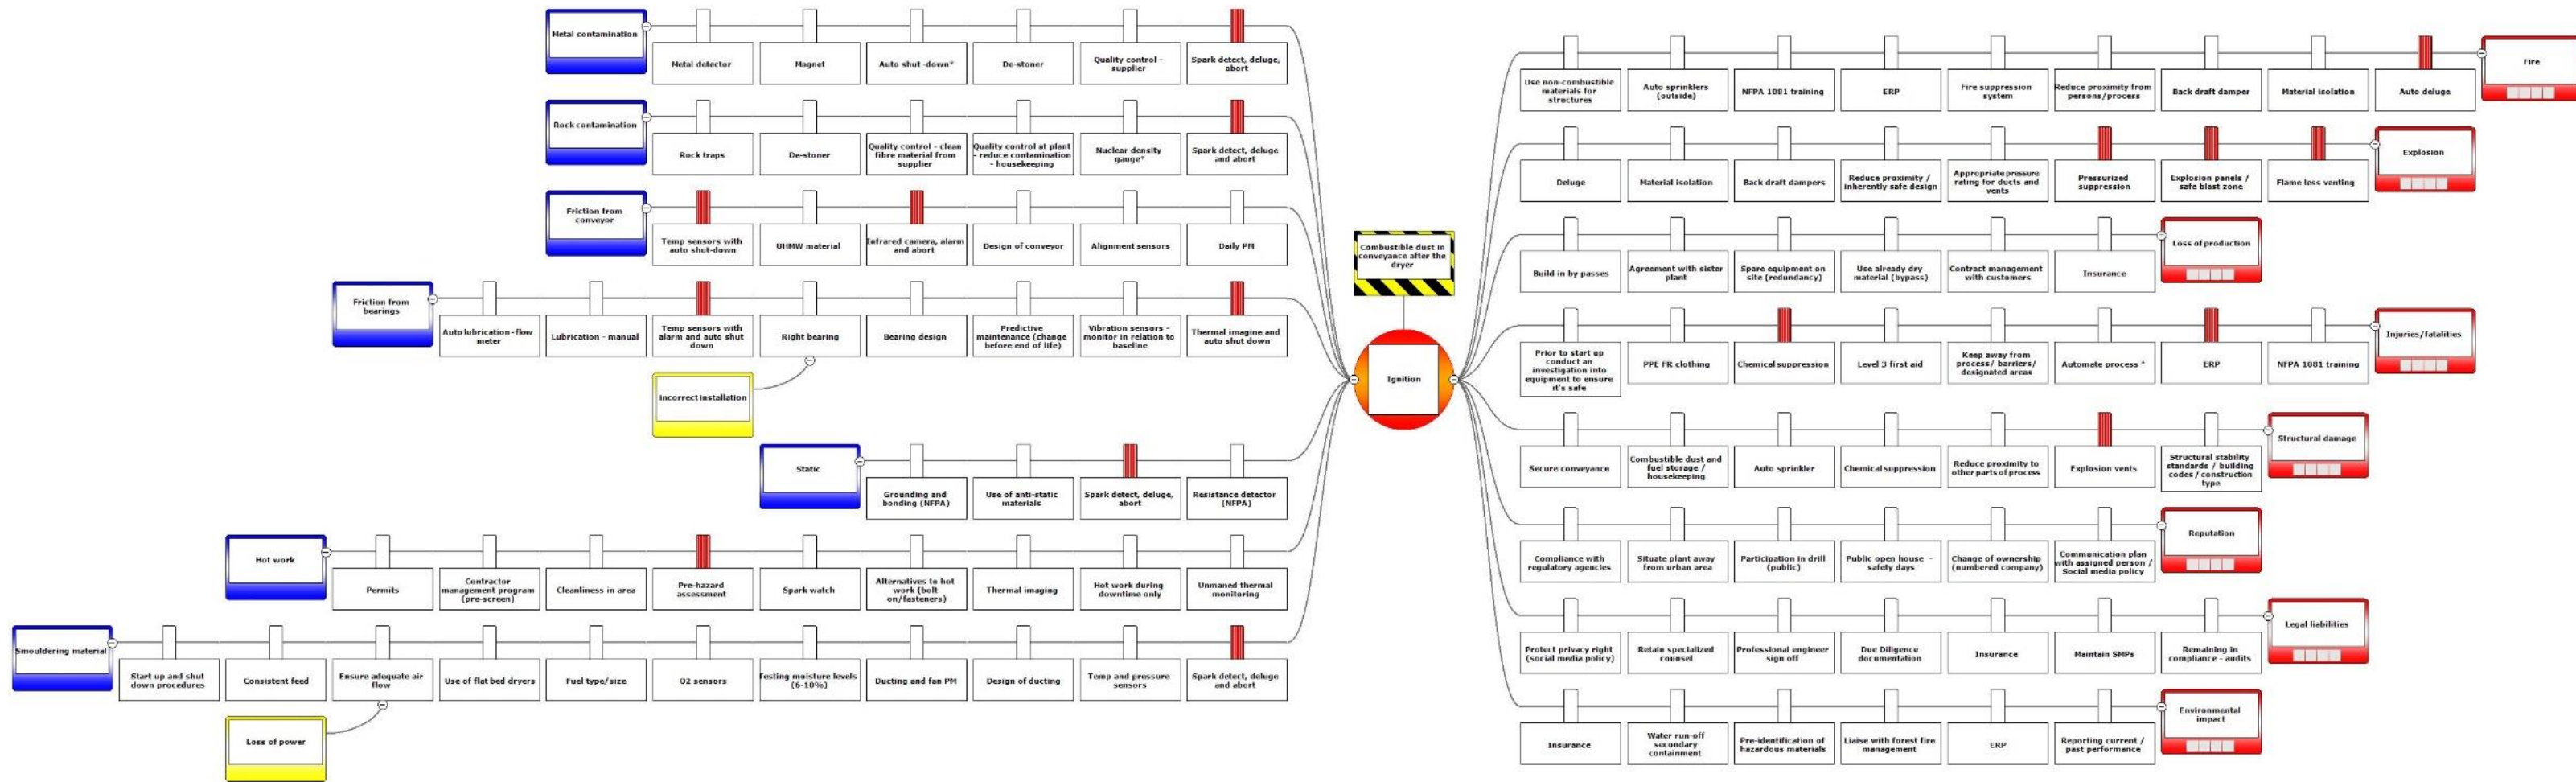 Metal contamination
Metal detector
Magnet
Auto shut -down*
De-stoner
Quality control -
supplier
Spark detect, deluge,
abort
Rock contamination
Rock traps
De-stoner
Quality control - clean
fibre material from
supplier
Quality control at plant
- reduce contamination
- housekeeping
Nuclear density
gauge*
Spark detect, deluge
and abort
Friction from
conveyor
Temp sensors with
auto shut-down
UHMW material
Infrared camera, alarm
and abort
Design of conveyor
Alignment sensors
Daily PM
Friction from
bearings
Auto lubrication-flow
meter
Lubrication - manual
Temp sensors with
alarm and auto shut
down
Right bearing
Bearing design
Predictive
maintenance (change
before end of life)
Vibration sensors -
monitor in relation to
baseline
Thermal imagine and
auto shut down
Incorrect installation
Static
Grounding and
bonding (NFPA)
Use of anti-static
materials
Spark detect, deluge,
abort
Resistance detector
(NFPA)
Hot work
Permits
Contractor
management program
(pre-screen)
Cleanliness in area
Pre-hazard
assessment
Spark watch
Alternatives to hot
work (bolt
on/fasteners)
Thermal imaging
Hot work during
downtime only
Unmaned thermal
monitoring
Smouldering material
Start up and shut
down procedures
Consistent feed
Ensure adequate air
flow
Use of flat bed dryers
Fuel type/size
O2 sensors
Testing moisture levels
(6-10%)
Ducting and fan PM
Design of ducting
Temp and pressure
sensors
Spark detect, deluge
and abort
Loss of power
Combustible dust in
conveyance after the
dryer
Ignition
Use non-combustible
materials for
structures
Auto sprinklers
(outside)
NFPA 1081 training
ERP
Fire suppression
system
Reduce proximity from
persons/process
Back draft damper
Material isolation
Auto deluge
Fire
Deluge
Material isolation
Back draft dampers
Reduce proximity /
inherently safe design
Appropriate pressure
rating for ducts and
vents
Pressurized
suppression
Explosion panels /
safe blast zone
Flame less venting
Explosion
Build in by passes
Agreement with sister
plant
Spare equipment on
site (redundancy)
Use already dry
material (bypass)
Contract management
with customers
Insurance
Loss of production
Prior to start up
conduct an
investigation into
equipment to ensure
it's safe
PPE FR clothing
Chemical suppression
Level 3 first aid
Keep away from
process/ barriers/
designated areas
Automate process *
ERP
NFPA 1081 training
Injuries/fatalities
Secure conveyance
Combustible dust and
fuel storage /
housekeeping
Auto sprinkler
Chemical suppression
Reduce proximity to
other parts of process
Explosion vents
Structural stability
standards / building
codes / construction
type
Structural damage
Compliance with
regulatory agencies
Situate plant away
from urban area
Participation in drill
(public)
Public open house -
safety days
Change of ownership
(numbered company)
Communication plan
with assigned person /
Social media policy
Reputation
Protect privacy right
(social media policy)
Retain specialized
counsel
Professional engineer
sign off
Due Diligence
documentation
Insurance
Maintain SMPs
Remaining in
compliance - audits
Legal liabilities
Insurance
Water run-off
secondary
containment
Pre-identification of
hazardous materials
Liaise with forest fire
management
ERP
Reporting current /
past performance
Environmental
impact